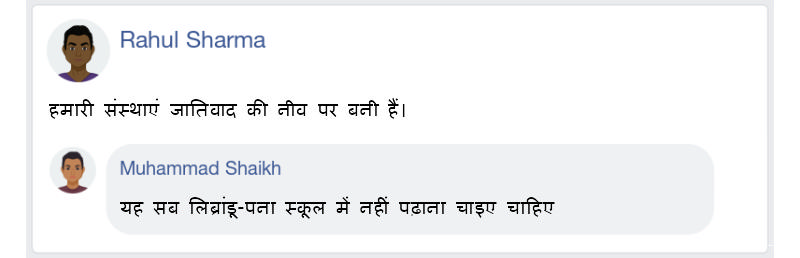 Rahul Sharma
हमारी संस्थाएं जातिवाद की नीव पर बनी हैं।
Muhammad Shaikh
यह सब लिब्रांडू-पना स्कूल में नहीं पढ़ाना चाइए चाहिए